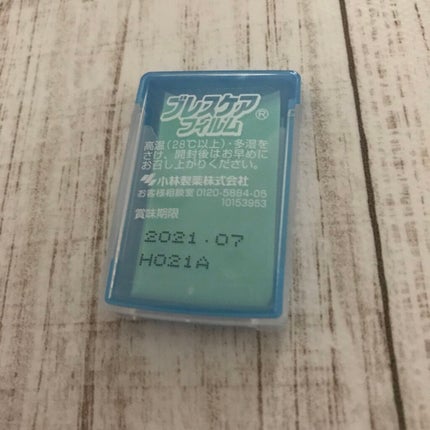 ブレスケア®
フィルム
高温(28℃以上)・多湿を
さけ、開封後はお早めに
お召し上がりください。
小林製薬株式会社
お客様相談室 0120-5884-05
10153953
賞味期限
2021.07
H021A